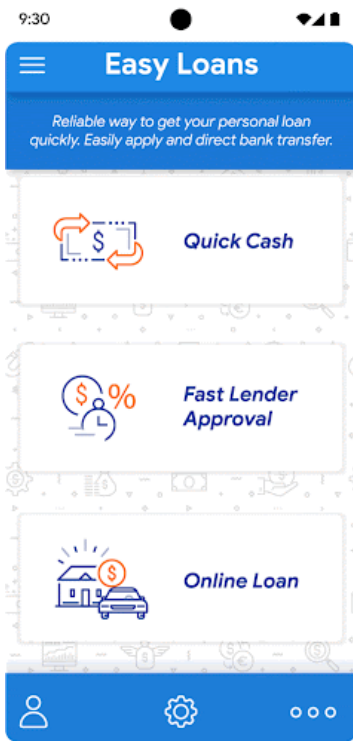 9:30
Easy Loans
Reliable way to get your personal loan
quickly. Easily apply and direct bank transfer.
$
Quick Cash
$ %
Fast Lender
Approval
$
Online Loan